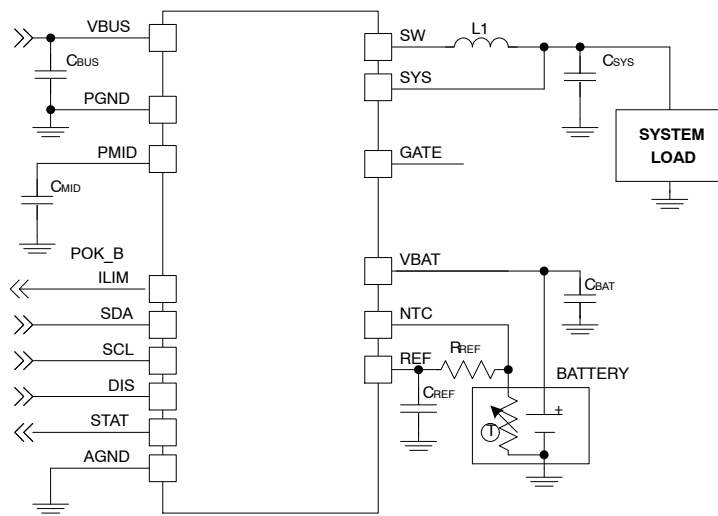 VBUS
CBUS
PGND
PMID
CMID
POK_B
ILIM
SDA
SCL
DIS
STAT
AGND
SW
L1
SYS
CSYS
SYSTEM
LOAD
GATE
VBAT
CBAT
NTC
RREF
REF
CREF
BATTERY
+
T